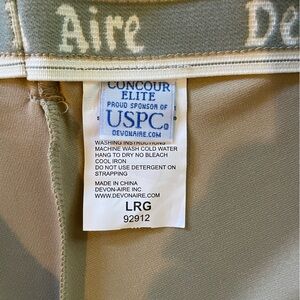 Aire De
CONCOUR
ELITE
PROUD SPONSOR OF
USPC®
DEVONAIRE.COM
WASHING INSTRUCTIONS
MACHINE WASH COLD WATER
HANG TO DRY NO BLEACH
COOL IRON
DO NOT USE DETERGENT ON
STRAPPING
MADE IN CHINA
DEVON-AIRE INC
WWW.DEVONAIRE.COM
LRG
92912